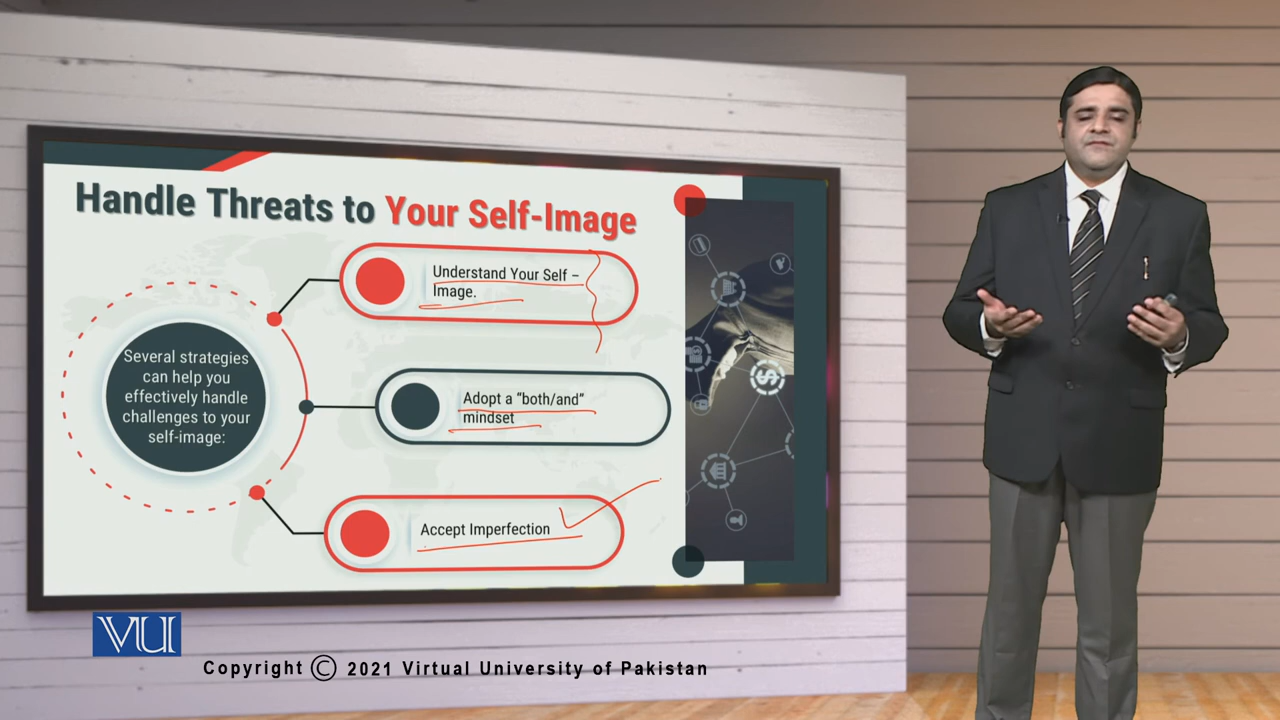 Handle Threats to Your Self-Image
Several strategies
can help you
effectively handle
challenges to your
self-image:
Understand Your Self –
Image.
Adopt a "both/and"
mindset
Accept Imperfection
VU
Copyright © 2021 Virtual University of Pakistan